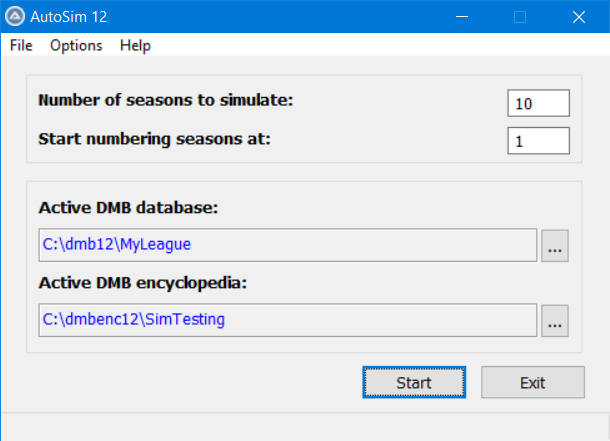 AutoSim 12
File Options Help
Number of seasons to simulate: 10
Start numbering seasons at: 1
Active DMB database:
C:\dmb12\MyLeague ...
Active DMB encyclopedia:
C:\dmbenc12\SimTesting ...
Start Exit